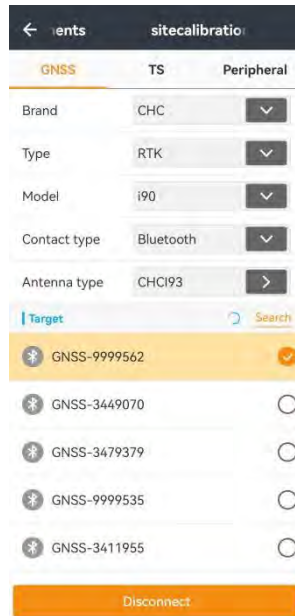 ents sitecalibratio
GNSS TS Peripheral
Brand CHC
Type RTK
Model i90
Contact type Bluetooth
Antenna type CHCI93
Target Search
GNSS-9999562
GNSS-3449070
GNSS-3479379
GNSS-9999535
GNSS-3411955
Disconnect